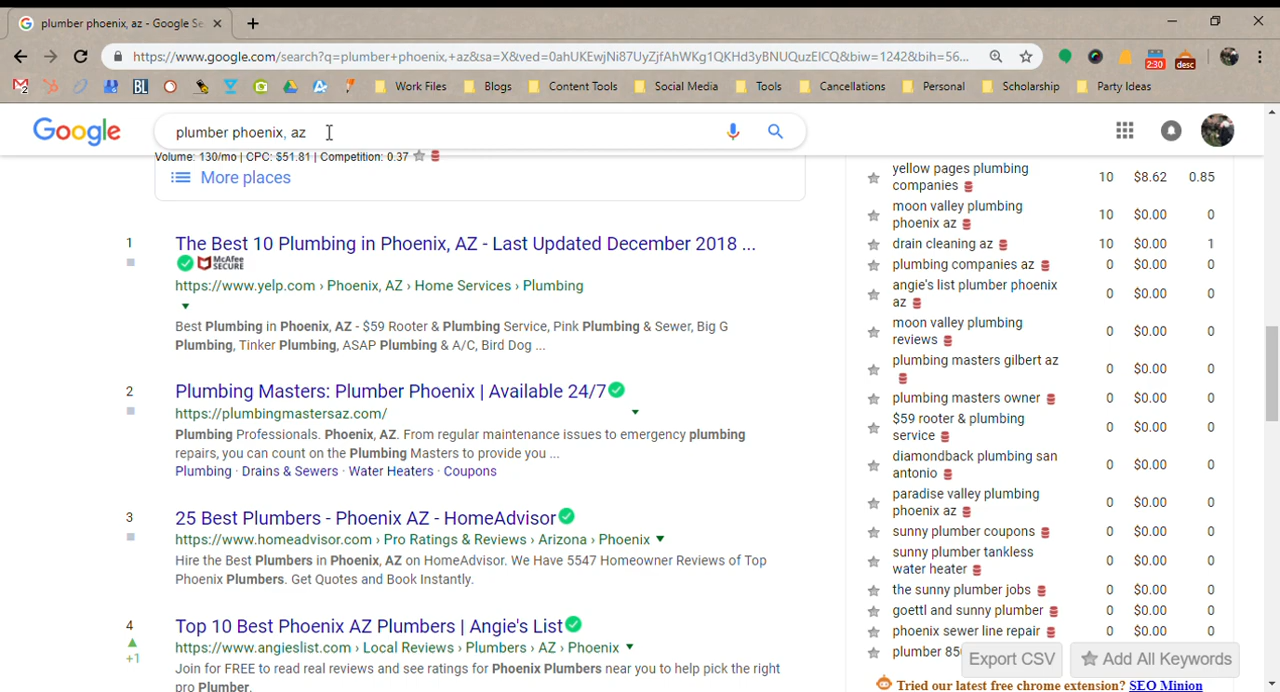 plumber phoenix, az - Google Se
https://www.google.com/search?q=plumber+phoenix,+az&sa=X&ved=0ahUKEwjNi87UyZjfAhWKg1QKHd3yBNUQuzEICQ&biw=1242&bih=56...
2:30
desc
BL
Work Files
Blogs
Content Tools
Social Media
Tools
Cancellations
Personal
Scholarship
Party Ideas
Google
plumber phoenix, az
Volume: 130/mo | CPC: $51.81 | Competition: 0.37
More places
1
The Best 10 Plumbing in Phoenix, AZ - Last Updated December 2018 ...
McAfee
SECURE
https://www.yelp.com › Phoenix, AZ › Home Services › Plumbing
Best Plumbing in Phoenix, AZ - $59 Rooter & Plumbing Service, Pink Plumbing & Sewer, Big G
Plumbing, Tinker Plumbing, ASAP Plumbing & A/C, Bird Dog ...
2
Plumbing Masters: Plumber Phoenix | Available 24/7
https://plumbingmastersaz.com/
Plumbing Professionals. Phoenix, AZ. From regular maintenance issues to emergency plumbing
repairs, you can count on the Plumbing Masters to provide you ...
Plumbing · Drains & Sewers · Water Heaters · Coupons
3
25 Best Plumbers - Phoenix AZ - HomeAdvisor
https://www.homeadvisor.com › Pro Ratings & Reviews › Arizona › Phoenix
Hire the Best Plumbers in Phoenix, AZ on HomeAdvisor. We Have 5547 Homeowner Reviews of Top
Phoenix Plumbers. Get Quotes and Book Instantly.
4
+1
Top 10 Best Phoenix AZ Plumbers | Angie's List
https://www.angieslist.com › Local Reviews › Plumbers › AZ › Phoenix
Join for FREE to read real reviews and see ratings for Phoenix Plumbers near you to help pick the right
pro Plumber.
yellow pages plumbing
companies 10 $8.62 0.85
moon valley plumbing
phoenix az 10 $0.00 0
drain cleaning az 10 $0.00 1
plumbing companies az 0 $0.00 0
angie's list plumber phoenix
az 0 $0.00 0
moon valley plumbing
reviews 0 $0.00 0
plumbing masters gilbert az 0 $0.00 0
plumbing masters owner 0 $0.00 0
$59 rooter & plumbing
service 0 $0.00 0
diamondback plumbing san
antonio 0 $0.00 0
paradise valley plumbing
phoenix az 0 $0.00 0
sunny plumber coupons 0 $0.00 0
sunny plumber tankless
water heater 0 $0.00 0
the sunny plumber jobs 0 $0.00 0
goettl and sunny plumber 0 $0.00 0
phoenix sewer line repair 0 $0.00 0
plumber 85
Export CSV
Add All Keywords
Tried our latest free chrome extension? SEO Minion